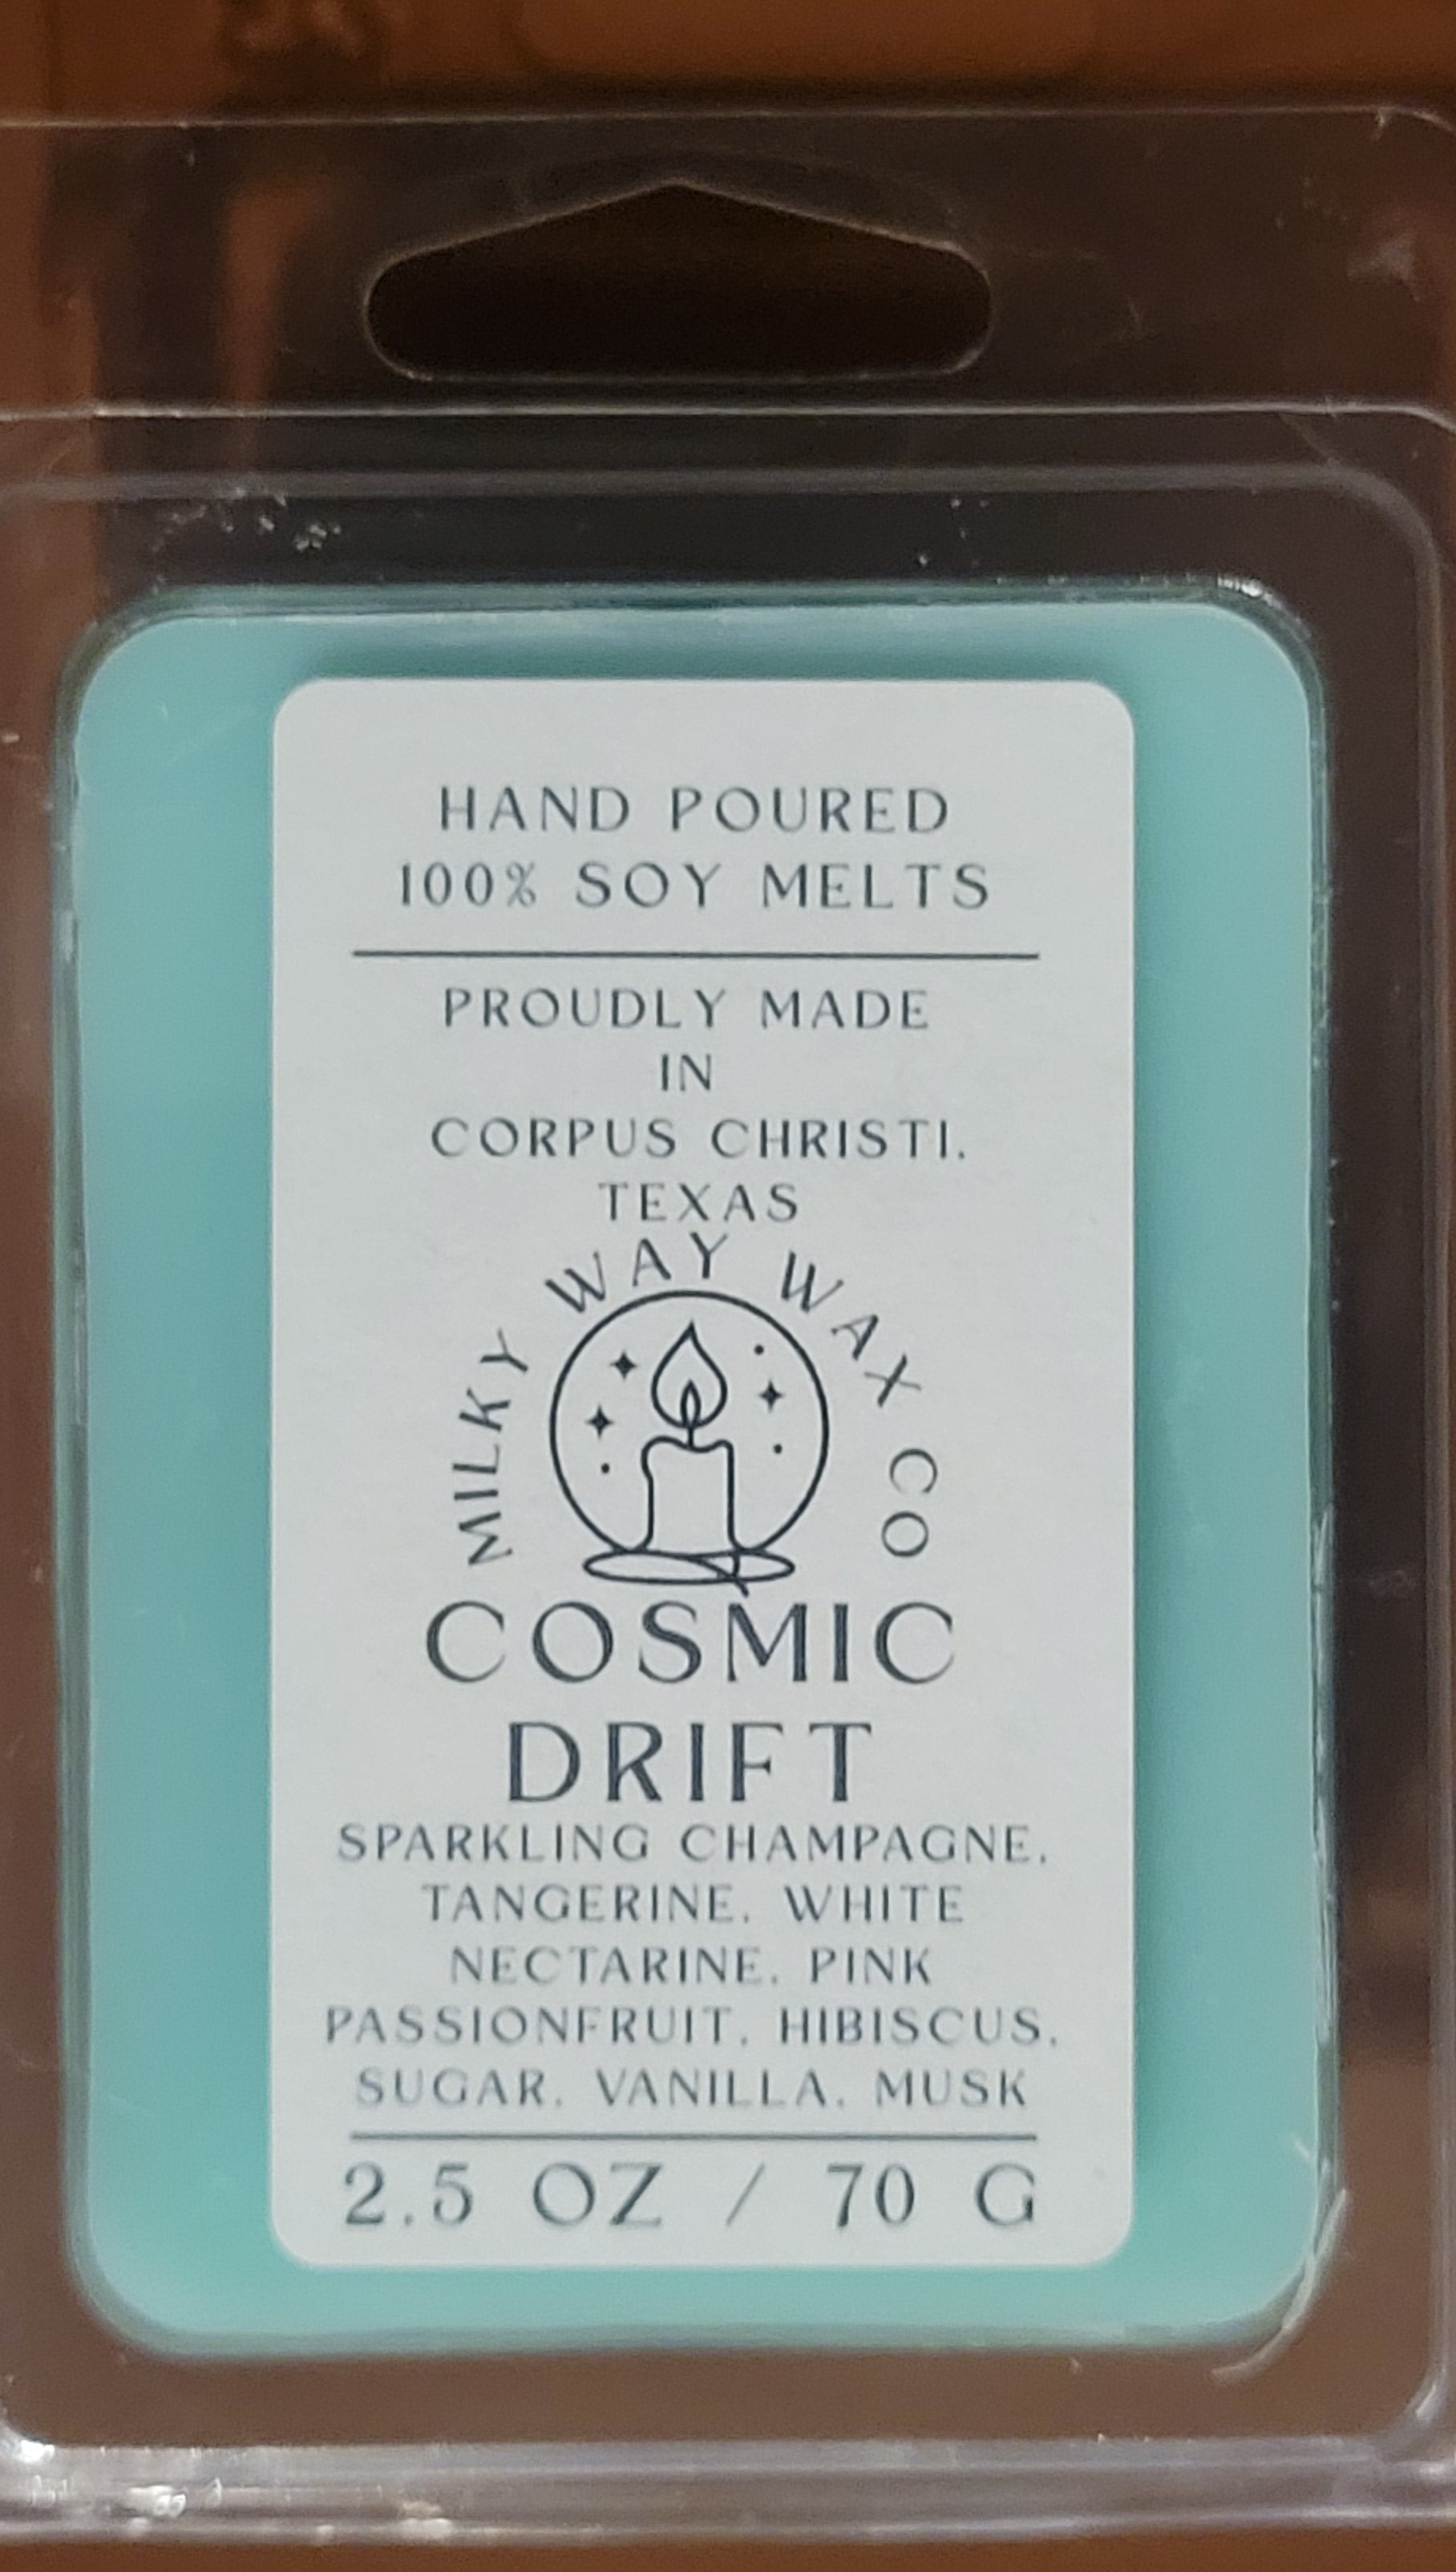 HAND POURED
100% SOY MELTS
PROUDLY MADE
IN
CORPUS CHRISTI,
TEXAS
MILKY WAY WAX CO
COSMIC
DRIFT
SPARKLING CHAMPAGNE,
TANGERINE, WHITE
NECTARINE, PINK
PASSIONFRUIT, HIBISCUS,
SUGAR, VANILLA, MUSK
2.5 OZ / 70 G